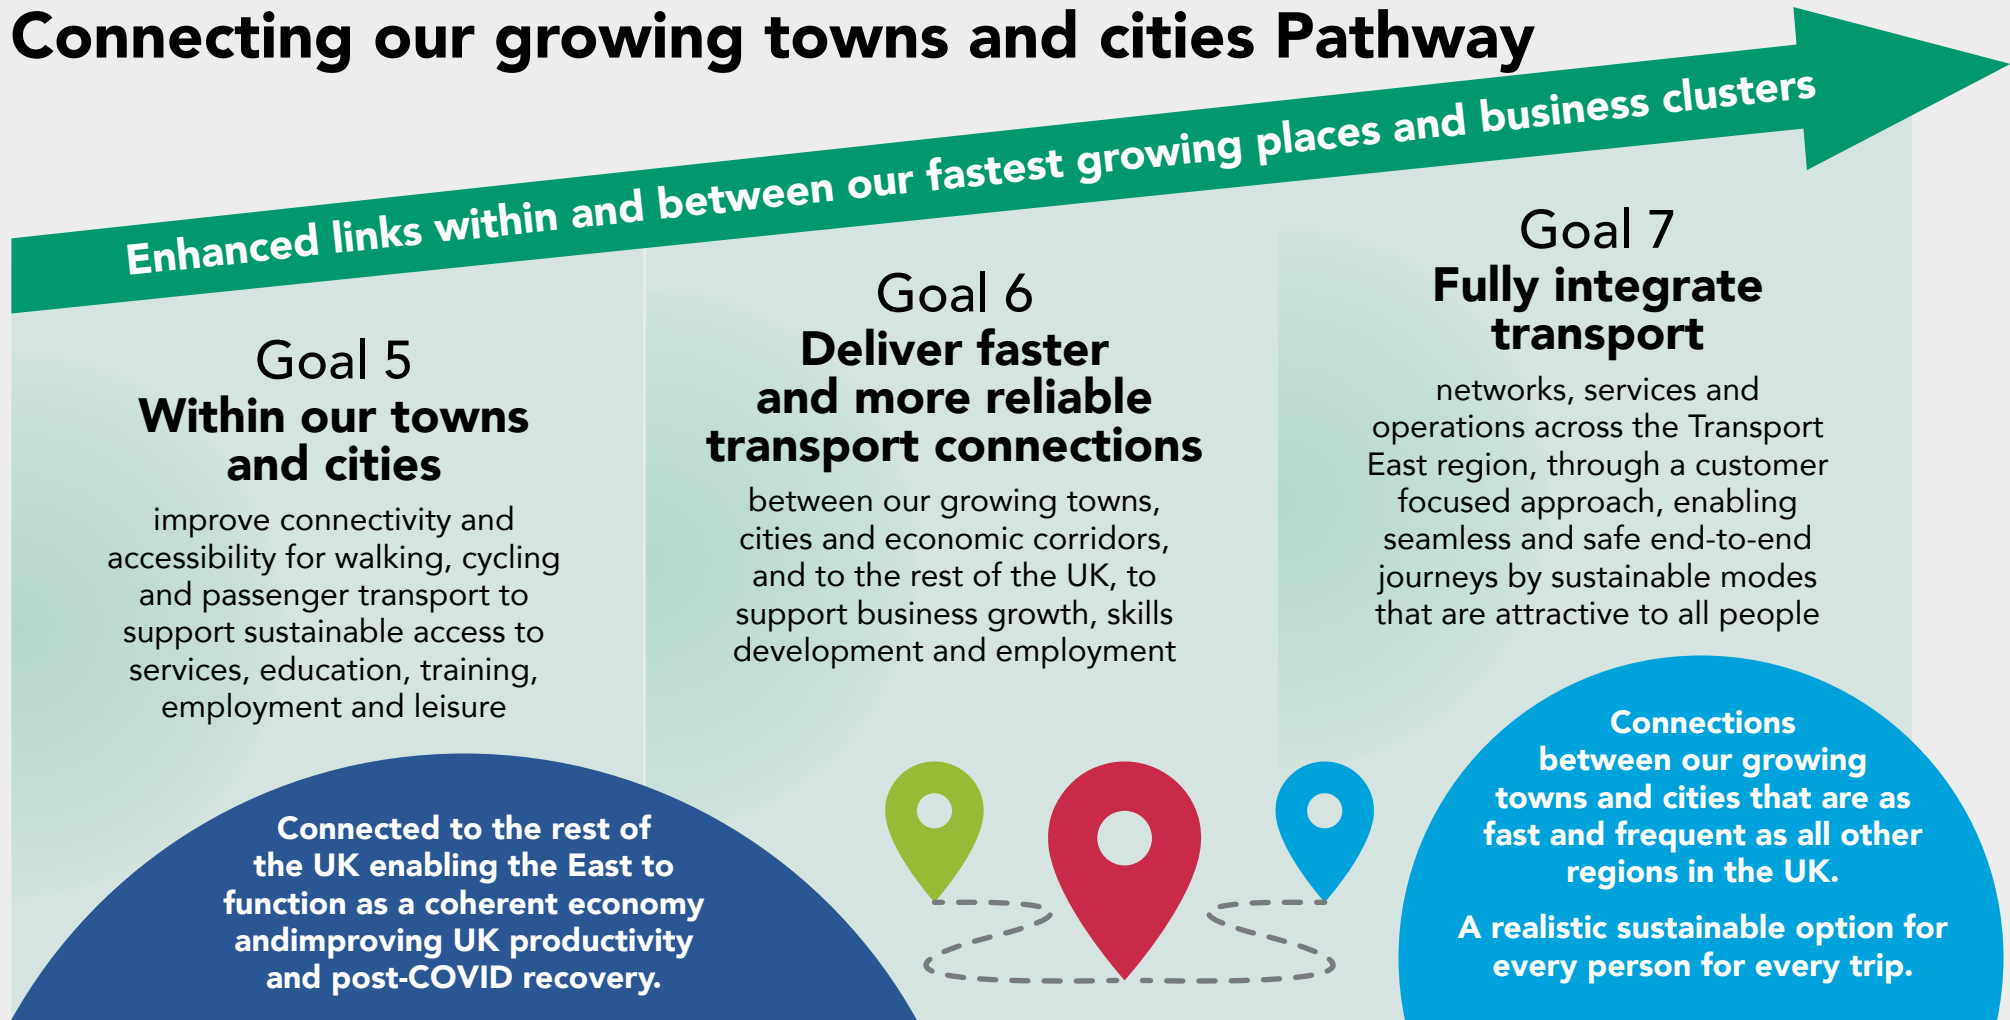 Connecting our growing towns and cities Pathway
Enhanced links within and between our fastest growing places and business clusters
Goal 5
Within our towns
and cities
improve connectivity and
accessibility for walking, cycling
and passenger transport to
support sustainable access to
services, education, training,
employment and leisure
Goal 6
Deliver faster
and more reliable
transport connections
between our growing towns,
cities and economic corridors,
and to the rest of the UK, to
support business growth, skills
development and employment
Goal 7
Fully integrate
transport
networks, services and
operations across the Transport
East region, through a customer
focused approach, enabling
seamless and safe end-to-end
journeys by sustainable modes
that are attractive to all people
Connected to the rest of
the UK enabling the East to
function as a coherent economy
andimproving UK productivity
and post-COVID recovery.
Connections
between our growing
towns and cities that are as
fast and frequent as all other
regions in the UK.
A realistic sustainable option for
every person for every trip.